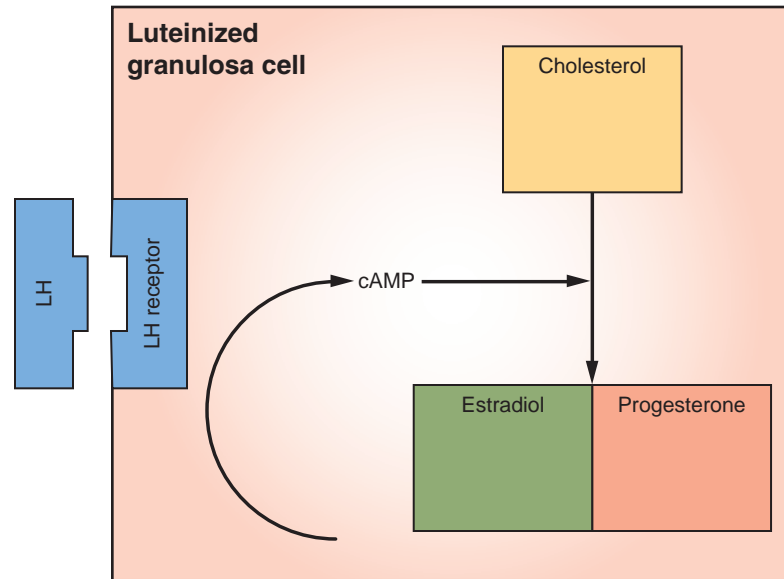 Luteinized
granulosa cell
Cholesterol
LH
LH receptor
cAMP
Estradiol
Progesterone